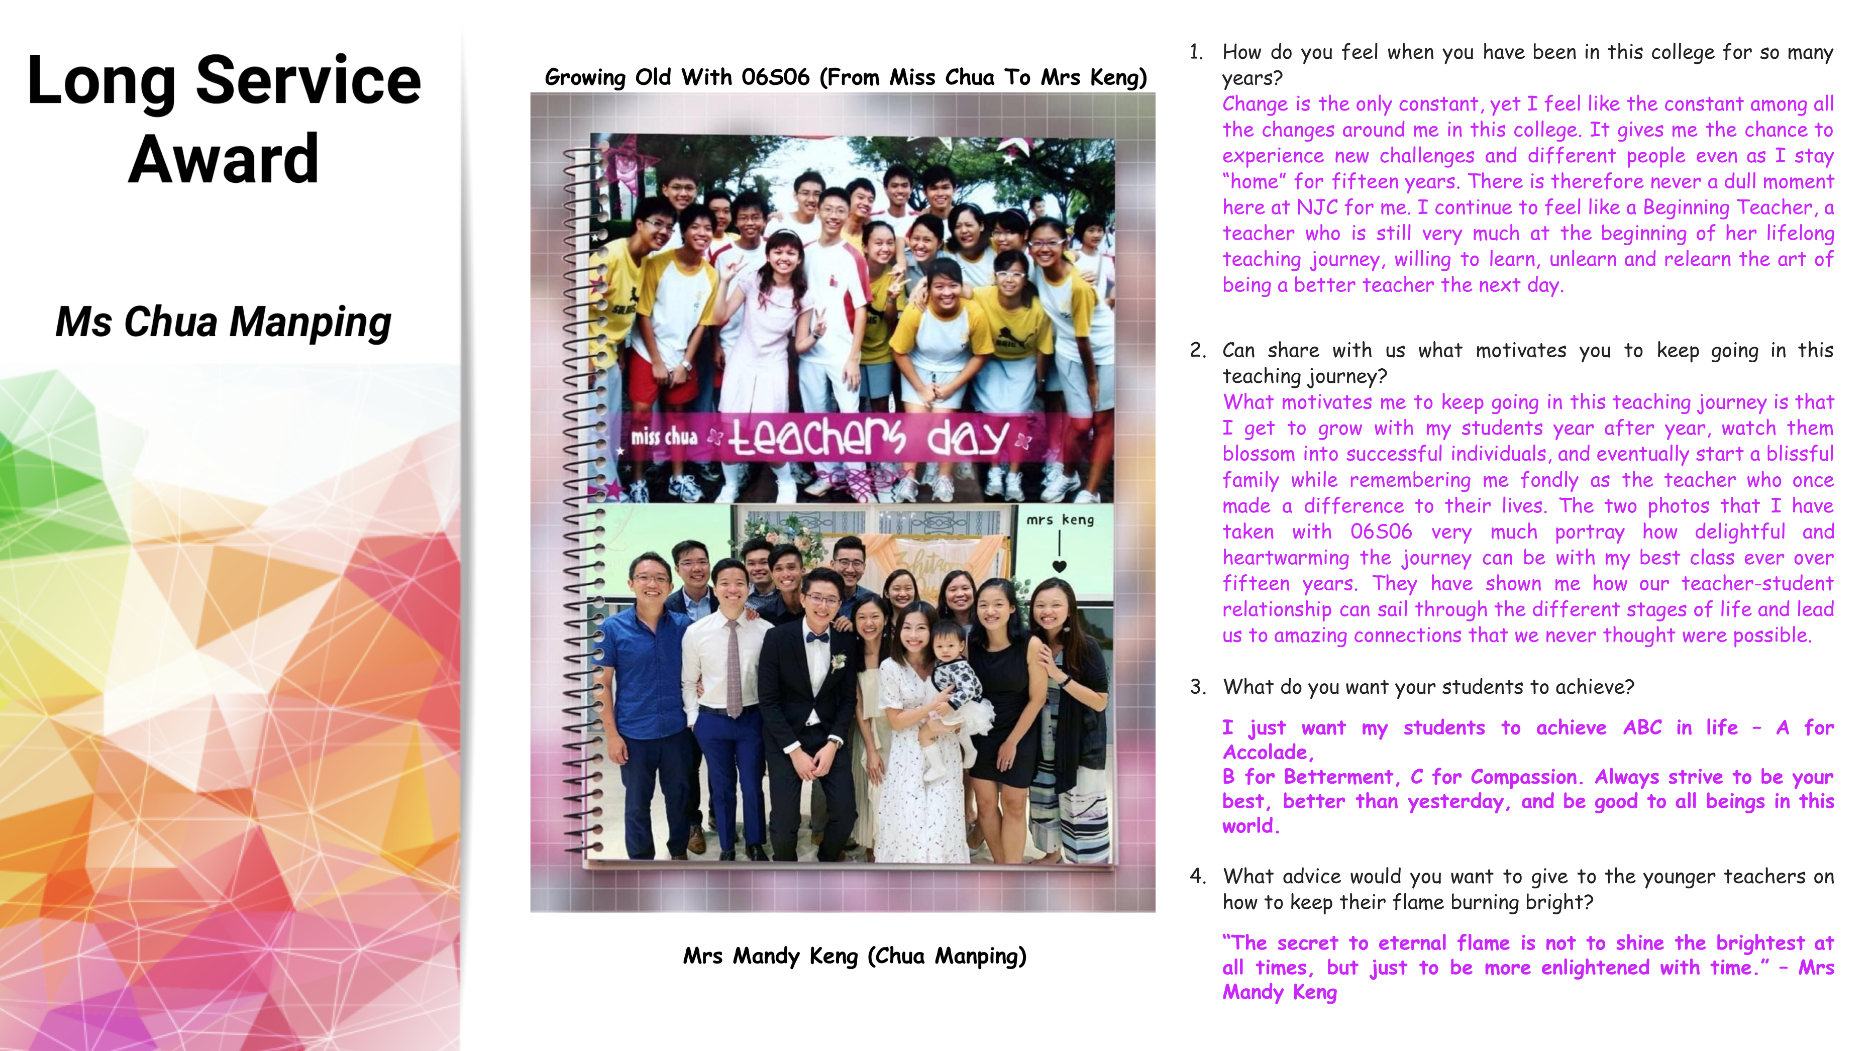 Long Service
Award
Ms Chua Manping
Growing Old With 06S06 (From Miss Chua To Mrs Keng)
miss chua teachers day
mrs keng
Mrs Mandy Keng (Chua Manping)
1. How do you feel when you have been in this college for so many
years?
Change is the only constant, yet I feel like the constant among all
the changes around me in this college. It gives me the chance to
experience new challenges and different people even as I stay
“home” for fifteen years. There is therefore never a dull moment
here at NJC for me. I continue to feel like a Beginning Teacher, a
teacher who is still very much at the beginning of her lifelong
teaching journey, willing to learn, unlearn and relearn the art of
being a better teacher the next day.
2. Can share with us what motivates you to keep going in this
teaching journey?
What motivates me to keep going in this teaching journey is that
I get to grow with my students year after year, watch them
blossom into successful individuals, and eventually start a blissful
family while remembering me fondly as the teacher who once
made a difference to their lives. The two photos that I have
taken with 06S06 very much portray how delightful and
heartwarming the journey can be with my best class ever over
fifteen years. They have shown me how our teacher-student
relationship can sail through the different stages of life and lead
us to amazing connections that we never thought were possible.
3. What do you want your students to achieve?
I just want my students to achieve ABC in life – A for
Accolade,
B for Betterment, C for Compassion. Always strive to be your
best, better than yesterday, and be good to all beings in this
world.
4. What advice would you want to give to the younger teachers on
how to keep their flame burning bright?
“The secret to eternal flame is not to shine the brightest at
all times, but just to be more enlightened with time.” – Mrs
Mandy Keng